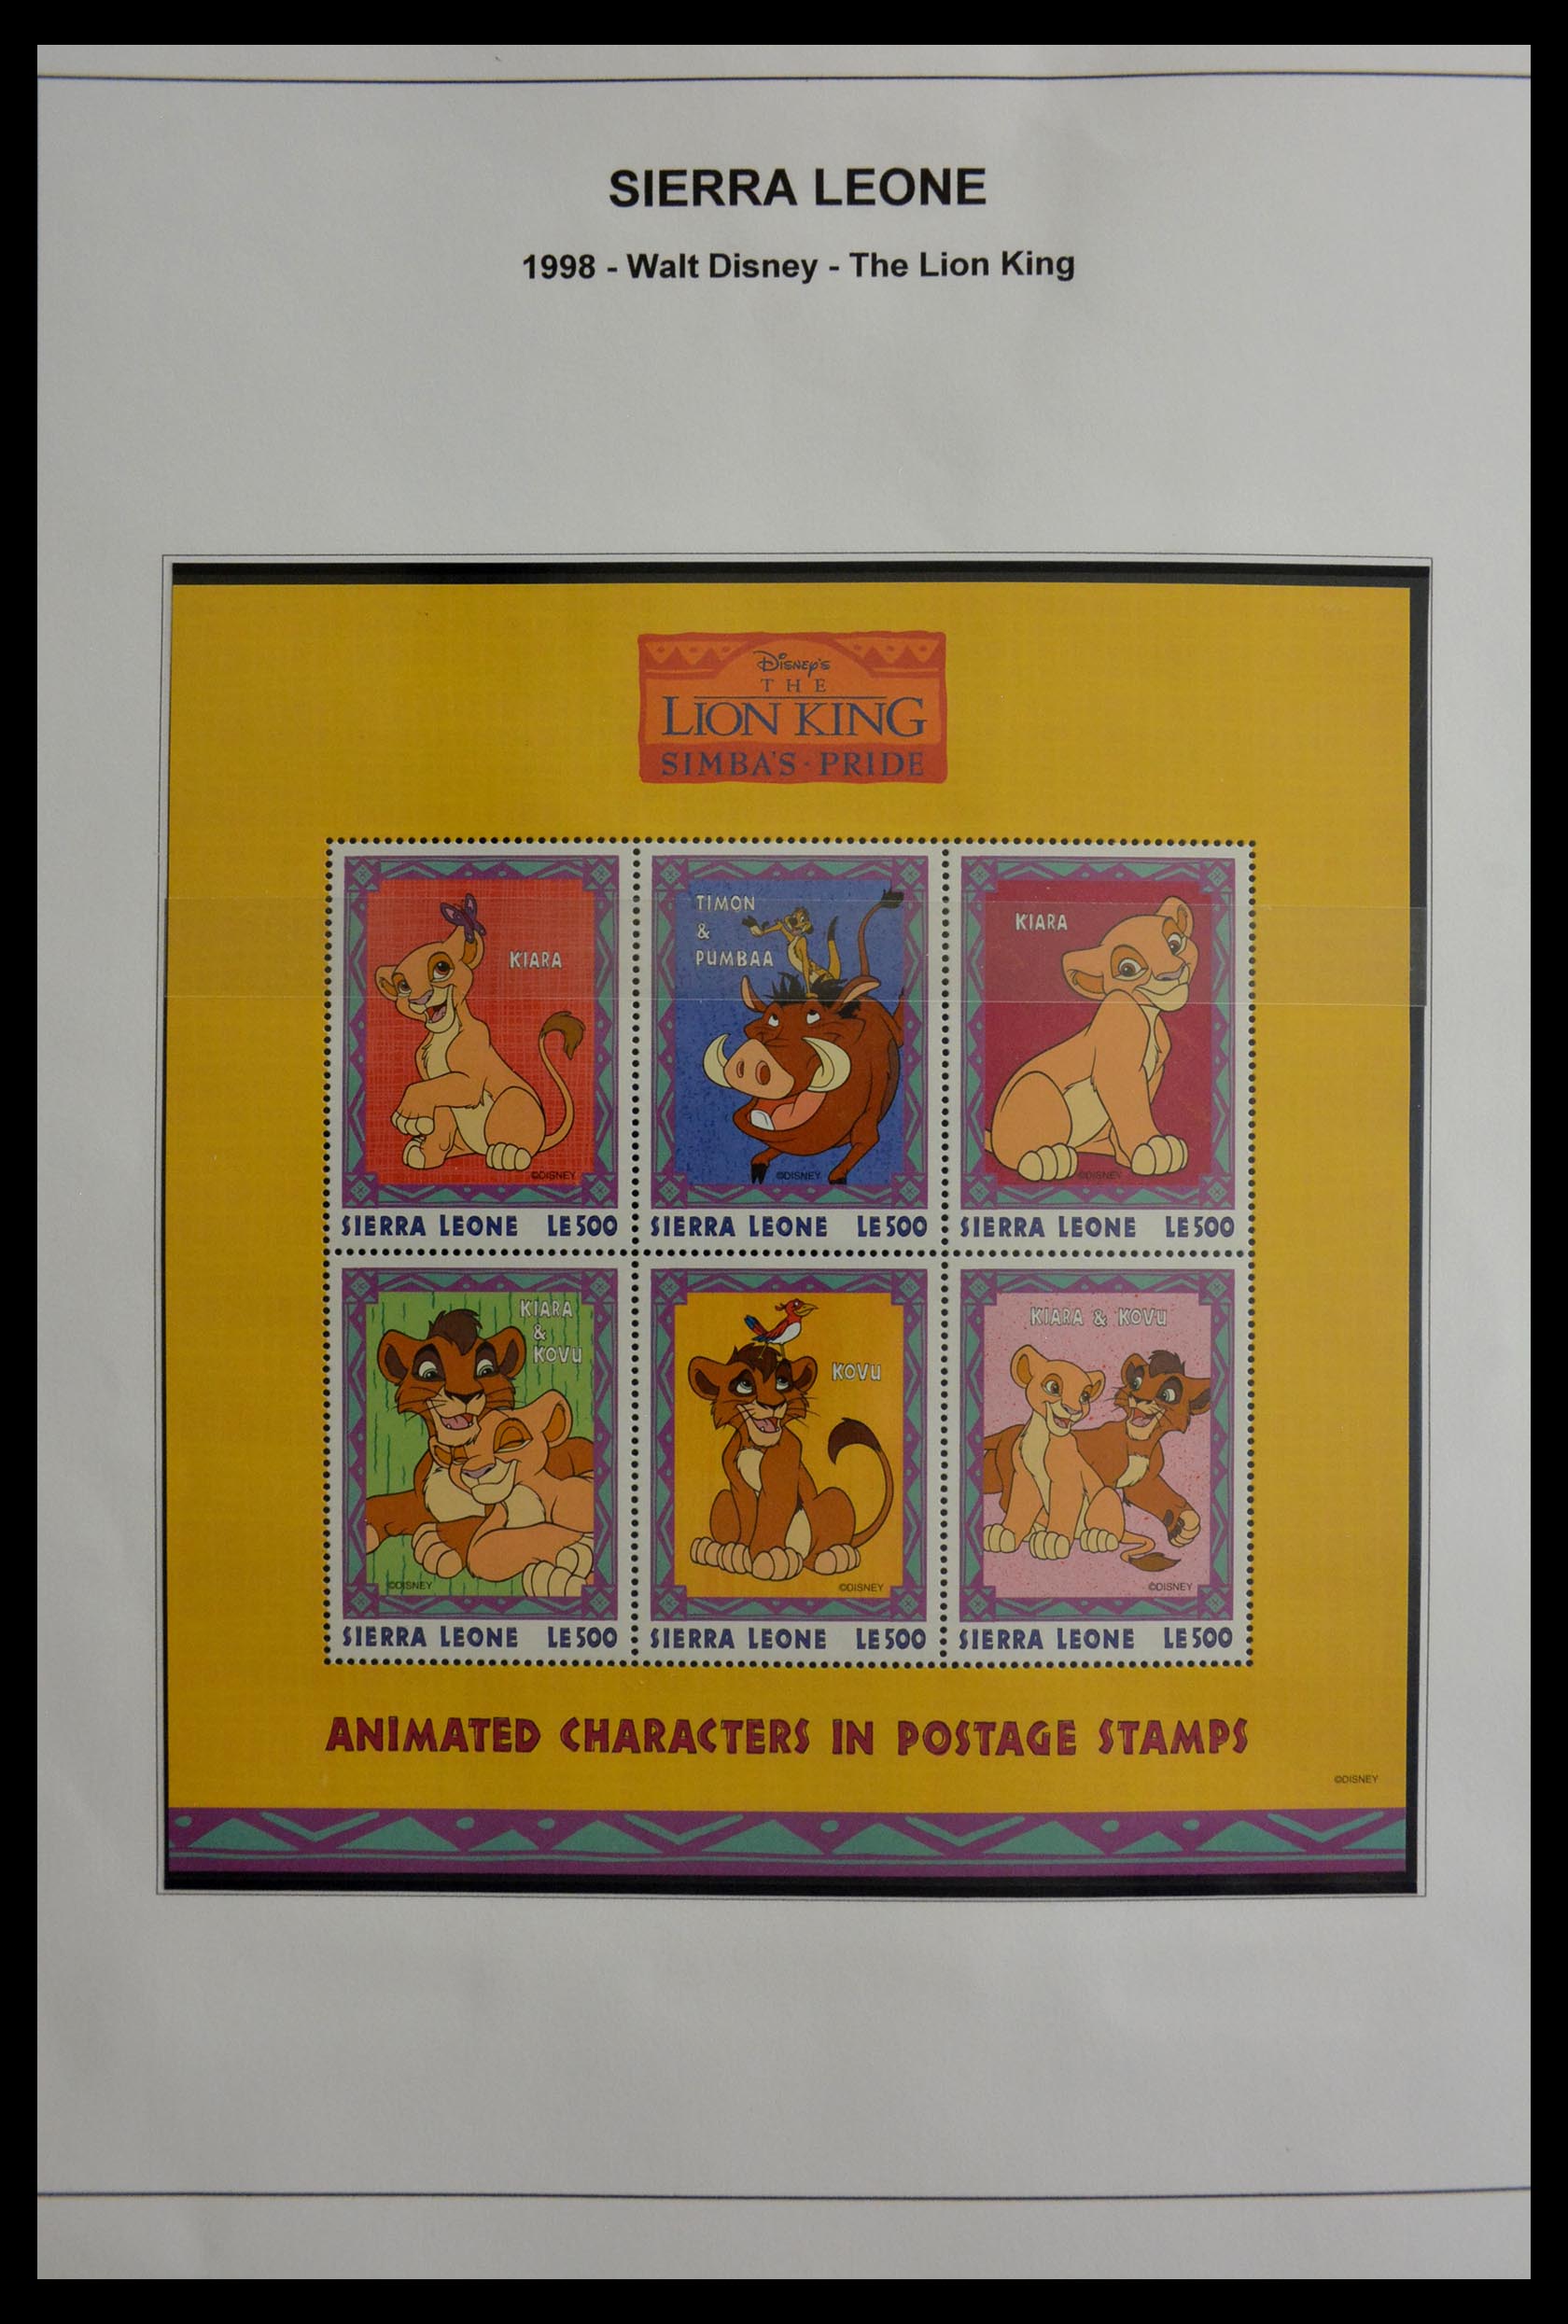 SIERRA LEONE
1998 - Walt Disney - The Lion King
Disney's
THE
LION KING
SIMBA'S · PRIDE
KIARA
©DISNEY
SIERRA LEONE LE500
TIMON
&
PUMBAA
©DISNEY
SIERRA LEONE LE500
KIARA
©DISNEY
SIERRA LEONE LE500
KIARA
&
KOVU
©DISNEY
SIERRA LEONE LE500
KOVU
©DISNEY
SIERRA LEONE LE500
KIARA & KOVU
©DISNEY
SIERRA LEONE LE500
ANIMATED CHARACTERS IN POSTAGE STAMPS
©DISNEY